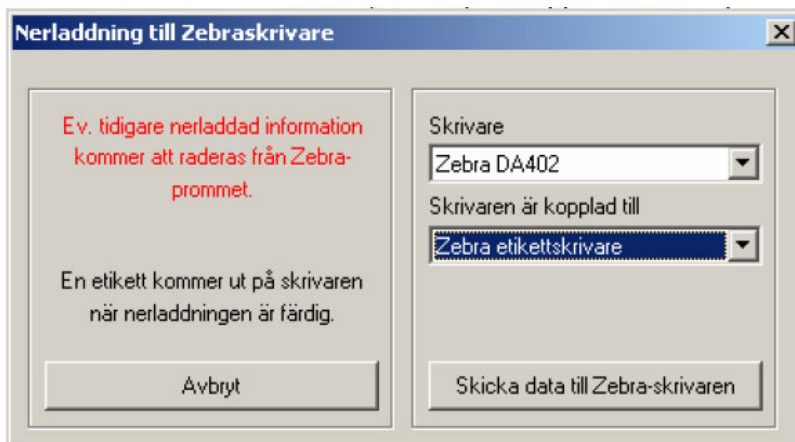 Nerladdning till Zebraskrivare
Ev. tidigare nerladdad information
kommer att raderas från Zebra-
prommet.
En etikett kommer ut på skrivaren
när nerladdningen är färdig.
Avbryt
Skrivare
Zebra DA402
Skrivaren är kopplad till
Zebra etikettskrivare
Skicka data till Zebra-skrivaren